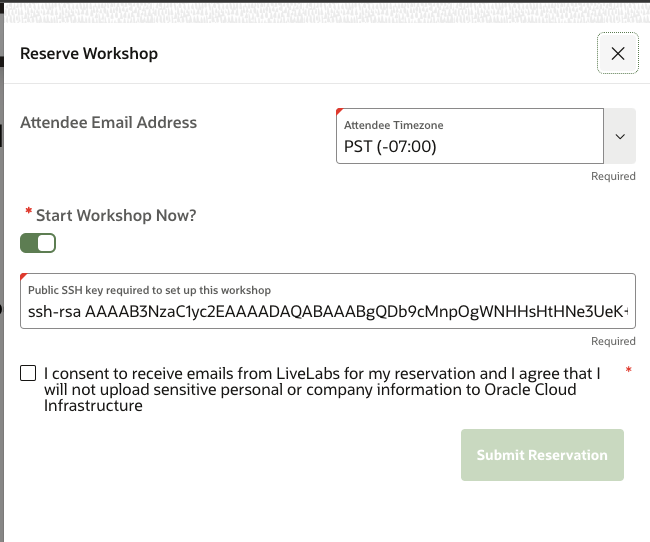 Reserve Workshop
Attendee Email Address
Attendee Timezone
PST (-07:00)
Required
* Start Workshop Now?
Public SSH key required to set up this workshop
ssh-rsa AAAAB3NzaC1yc2EAAAADAQABAAABgQDb9cMnpOgWNHHsHtHNe3UeK+
Required
I consent to receive emails from LiveLabs for my reservation and I agree that I *
will not upload sensitive personal or company information to Oracle Cloud
Infrastructure
Submit Reservation